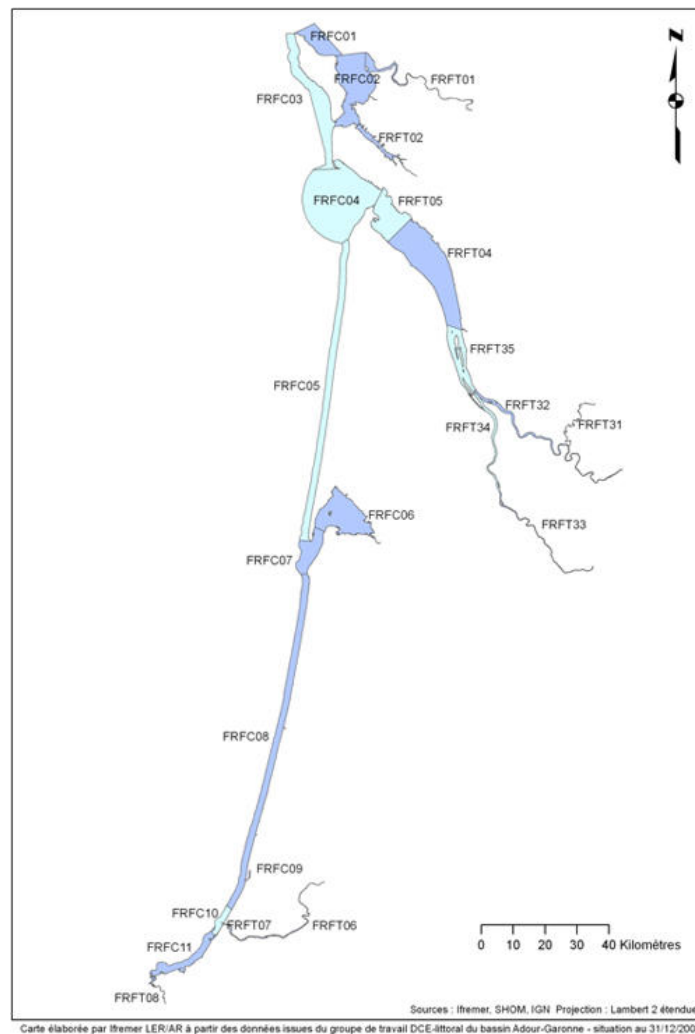 N
FRFC01
FRFC02
FRFT01
FRFC03
FRFT02
FRFC04
FRFT05
FRFT04
FRFT35
FRFC05
FRFT32
FRFT31
FRFT34
FRFC06
FRFT33
FRFC07
FRFC08
FRFC09
FRFC10
FRFT07
FRFT06
FRFC11
FRFT08
0 10 20 30 40 Kilomètres
Sources : Ifremer, SHOM, IGN Projection : Lambert 2 étendu
Carte élaborée par Ifremer LER/AR à partir des données issues du groupe de travail DCE-littoral du bassin Adour-Garonne - situation au